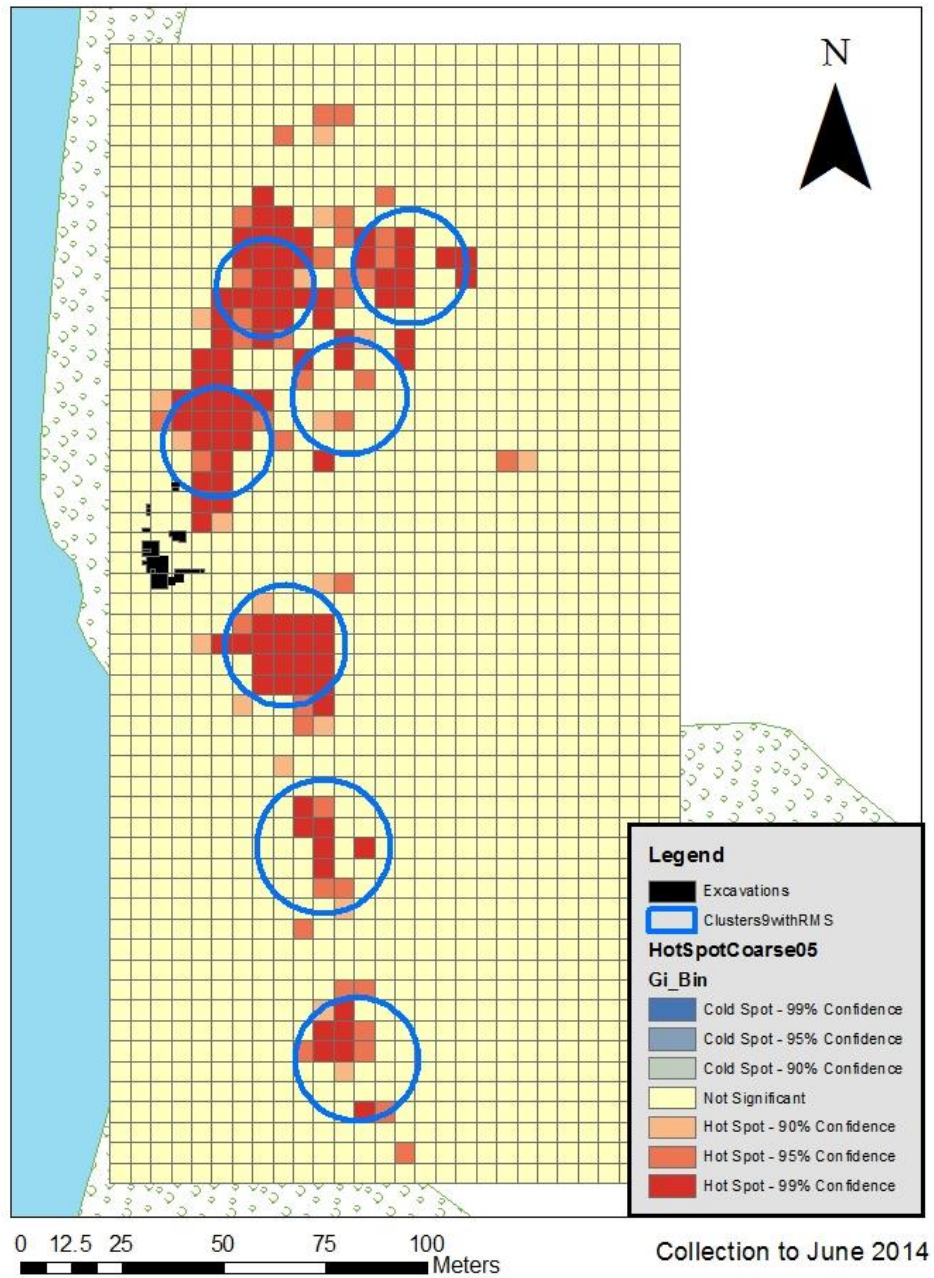 N
Legend
Excavations
Clusters9withRMS
HotSpotCoarse05
Gi_Bin
Cold Spot - 99% Confidence
Cold Spot - 95% Confidence
Cold Spot - 90% Confidence
Not Significant
Hot Spot - 90% Confidence
Hot Spot - 95% Confidence
Hot Spot - 99% Confidence
0 12.5 25 50 75 100
Meters
Collection to June 2014